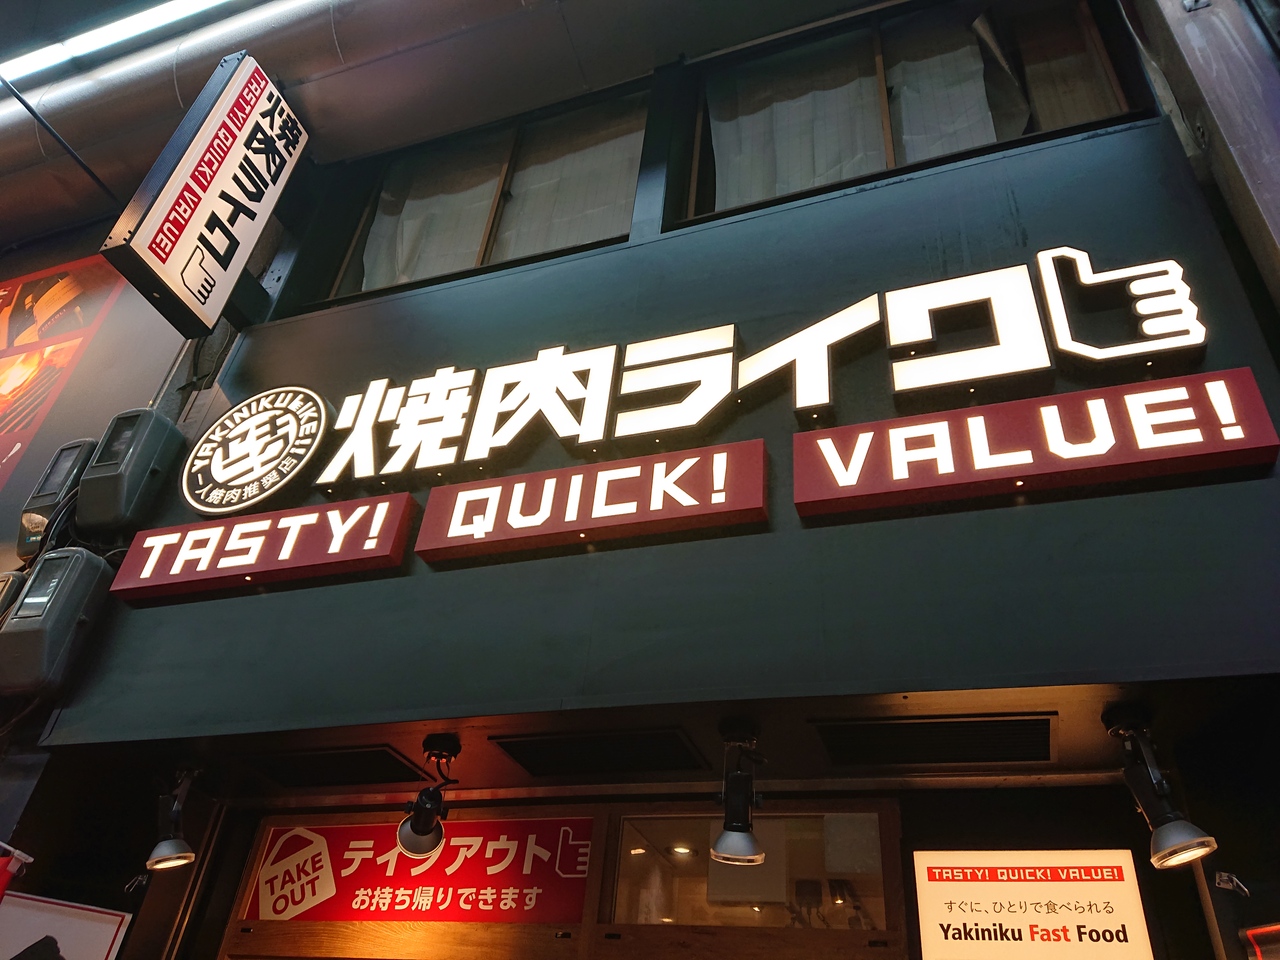 焼肉ライク
TASTY! QUICK! VALUE!
YAKINIKU LIKE!!
一人焼肉推奨店
焼肉ライク
TASTY! QUICK! VALUE!
TAKE
OUT
テイクアウト
お持ち帰りできます
TASTY! QUICK! VALUE!
すぐに、ひとりで食べられる
Yakiniku Fast Food